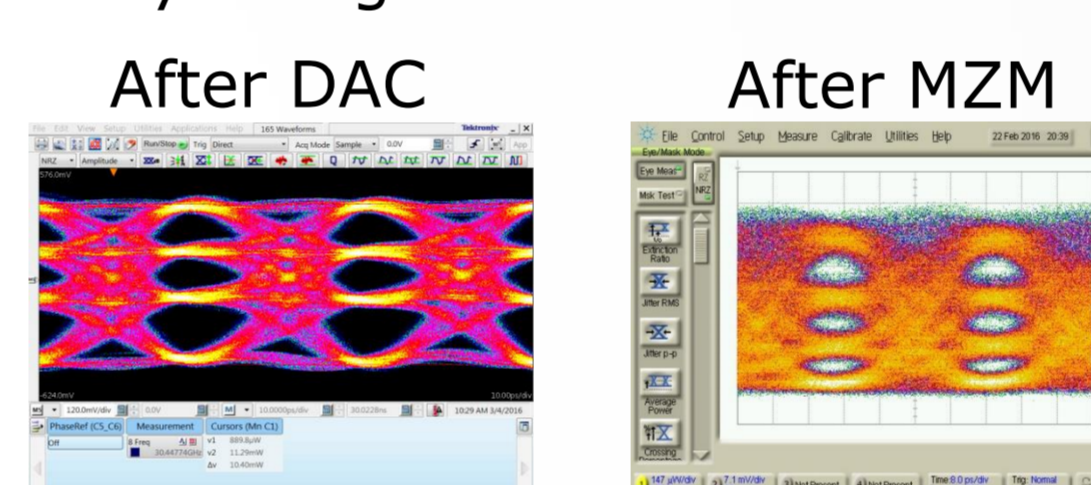 After DAC
After MZM
File Edit View Setup Utilities Applications Help 165 Waveforms Tektronix
Run/Stop Trig Direct Acq Mode Sample 0.0V App
NRZ Amplitude
576.0mV
-624.0mV 10.00ps/div
120.0mV/div 0.0V M 10.0000ps/div 30.0228ns 10:29 AM 3/4/2016
PhaseRef (C5_C6) Measurement Cursors (Mn C1)
Off
B Freq
30.44774GHz
v1 889.8µW
v2 11.29mW
Δv 10.40mW
File Control Setup Measure Calibrate Utilities Help 22 Feb 2016 20:39
Eye/Mask Mode
Eye Meas
RZ
NRZ
Msk Test
Extinction
Ratio
Jitter RMS
Jitter p-p
Average
Power
Crossing
147 µW/div 7.1 mV/div Time:8.0 ps/div Trig: Normal